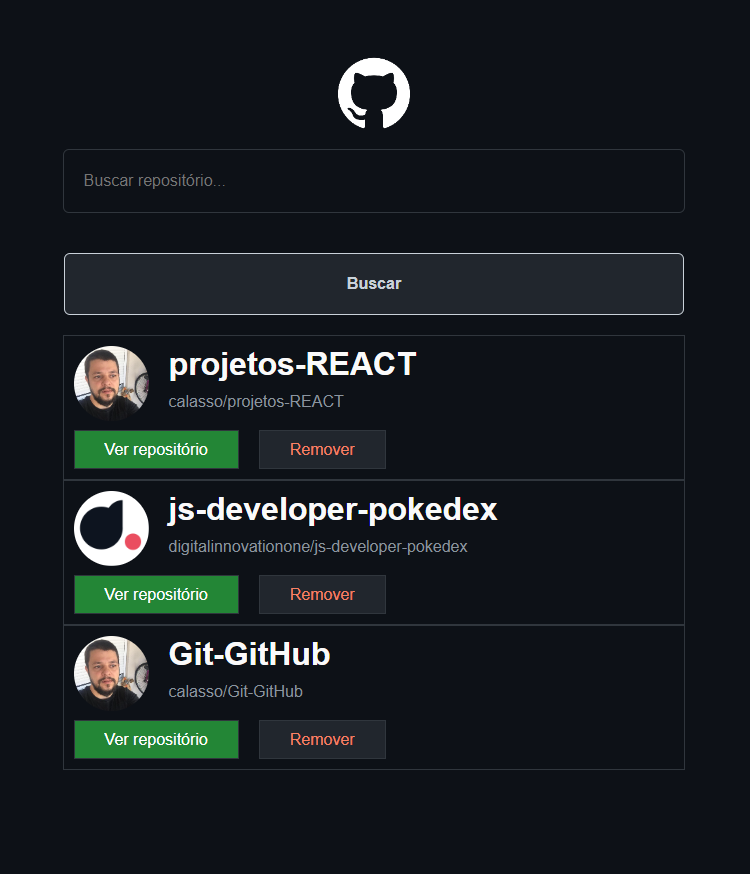 Buscar repositório...
Buscar
projetos-REACT
calasso/projetos-REACT
Ver repositório Remover
js-developer-pokedex
digitalinnovationone/js-developer-pokedex
Ver repositório Remover
Git-GitHub
calasso/Git-GitHub
Ver repositório Remover